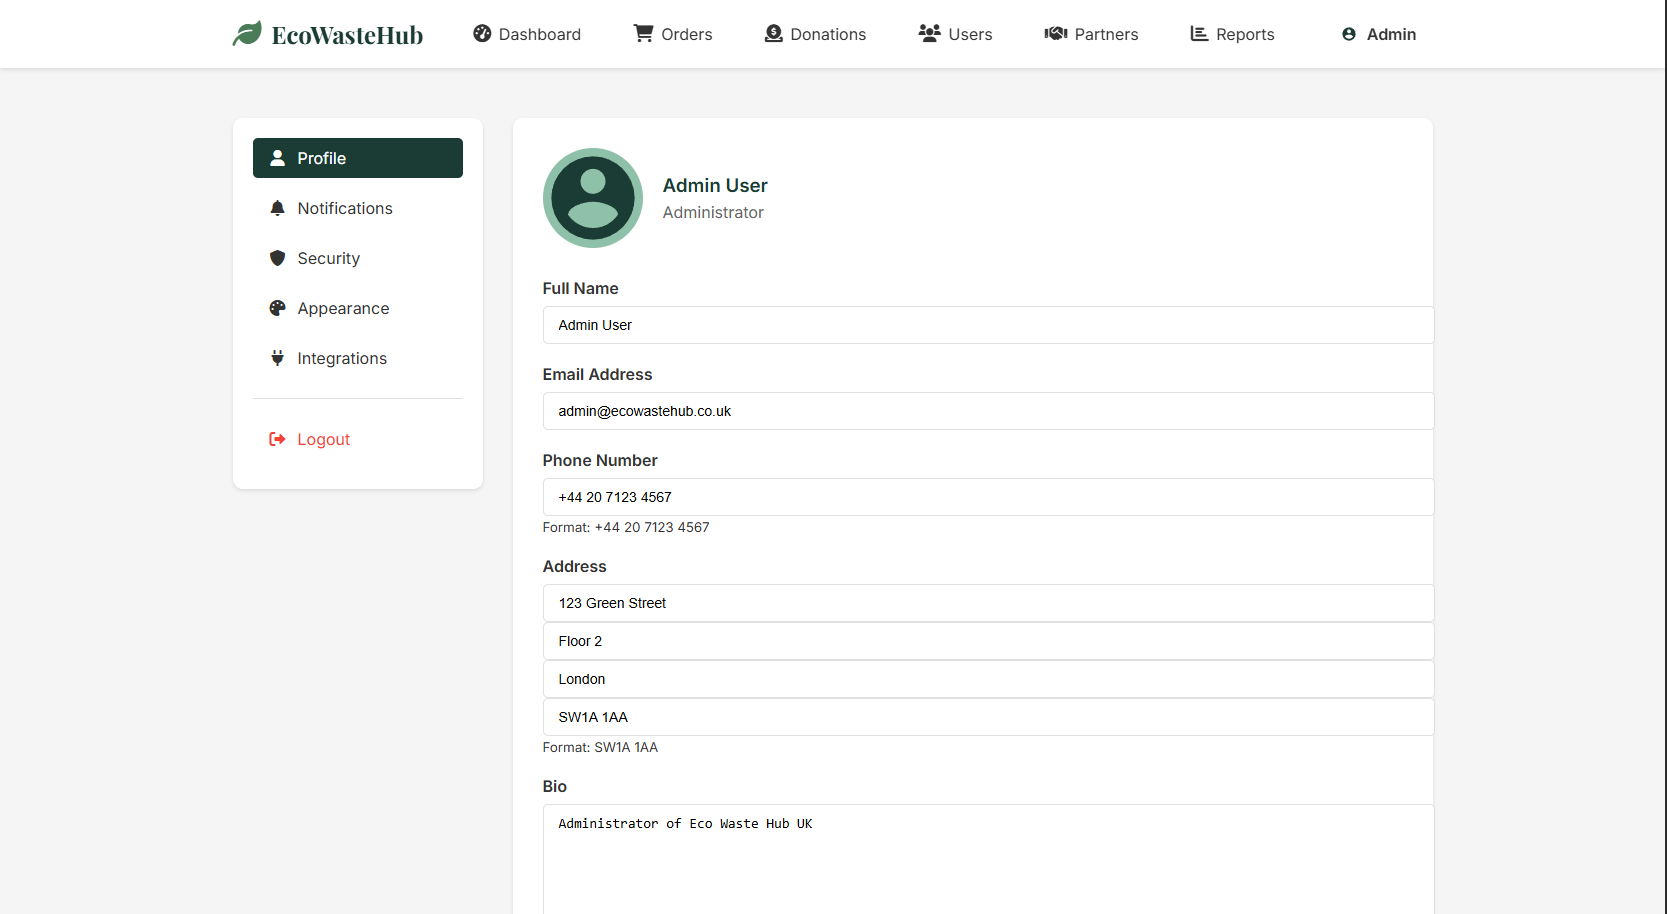 EcoWasteHub
Dashboard
Orders
Donations
Users
Partners
Reports
Admin
Profile
Notifications
Security
Appearance
Integrations
Logout
Admin User
Administrator
Full Name
Admin User
Email Address
admin@ecowastehub.co.uk
Phone Number
+44 20 7123 4567
Format: +44 20 7123 4567
Address
123 Green Street
Floor 2
London
SW1A 1AA
Format: SW1A 1AA
Bio
Administrator of Eco Waste Hub UK